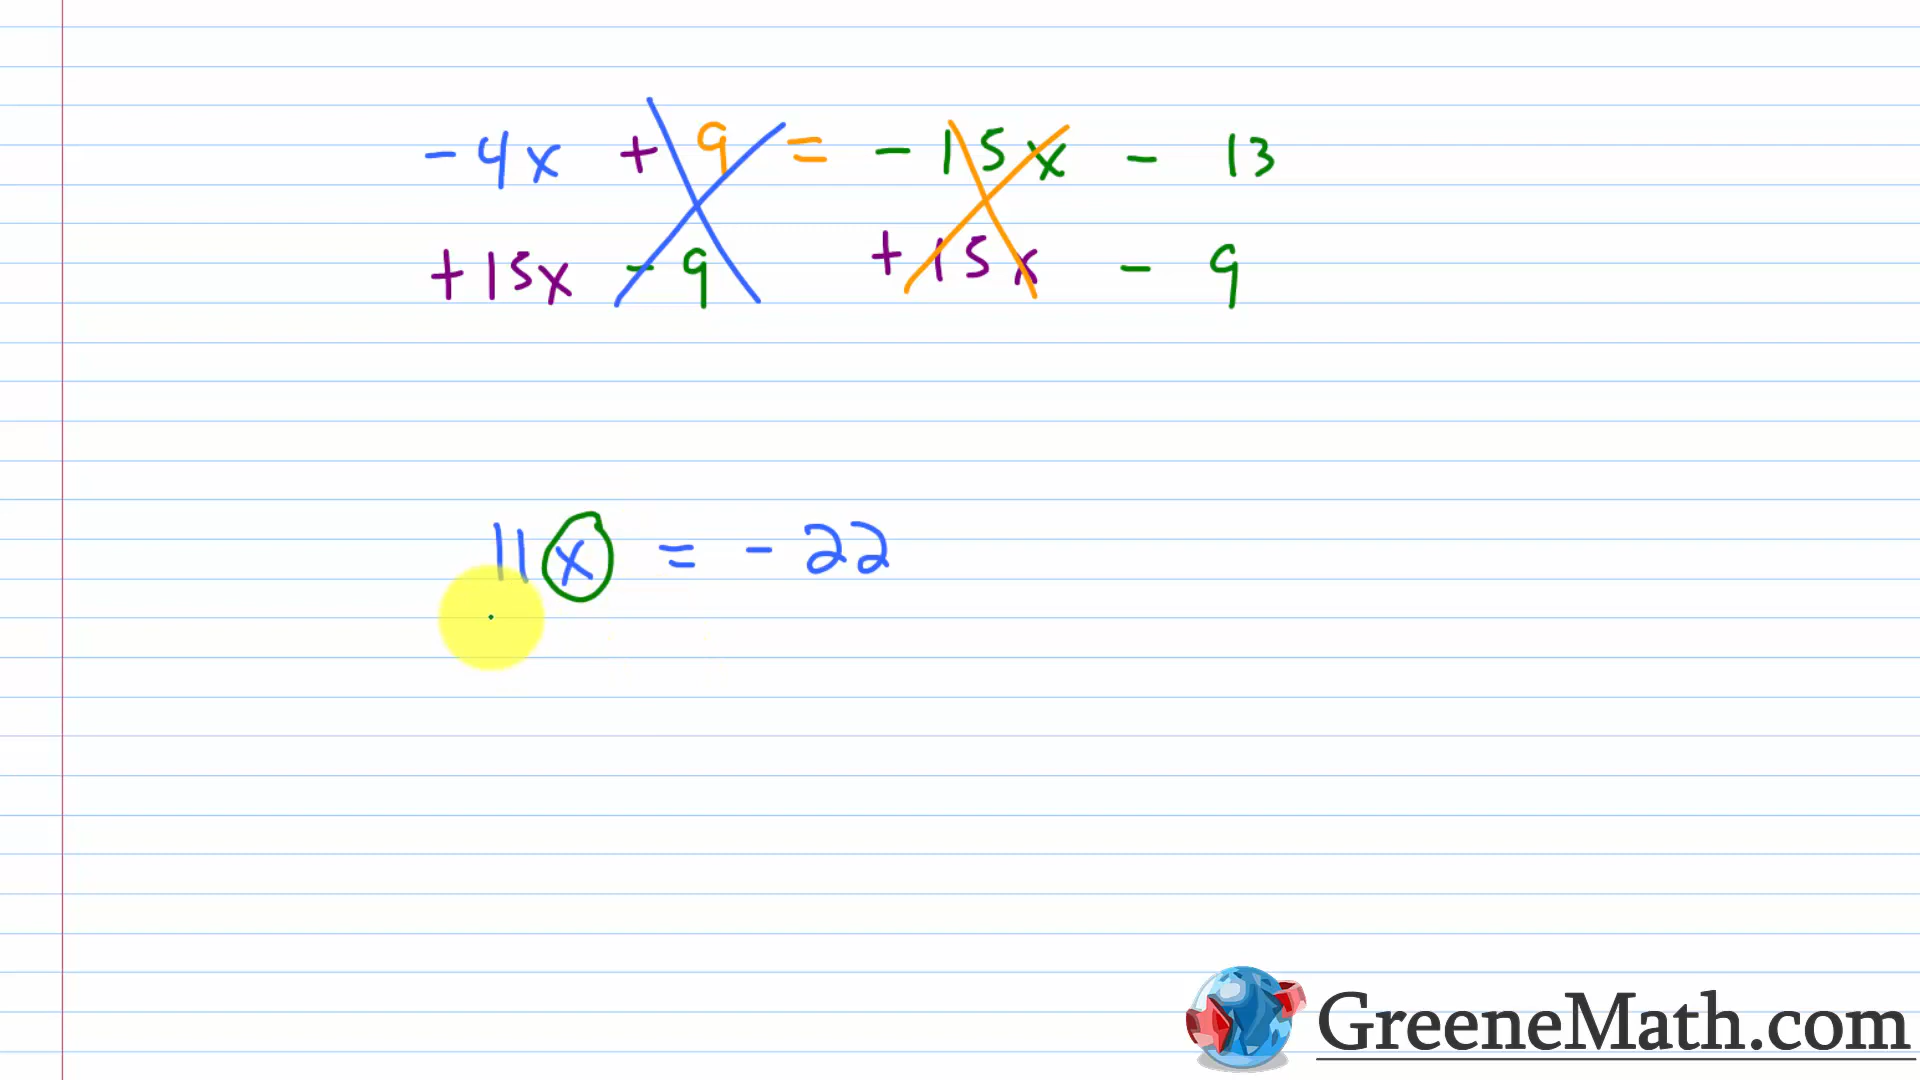 -4x + 9 = -15x - 13
+15x - 9 +15x - 9
11x = -22
GreeneMath.com